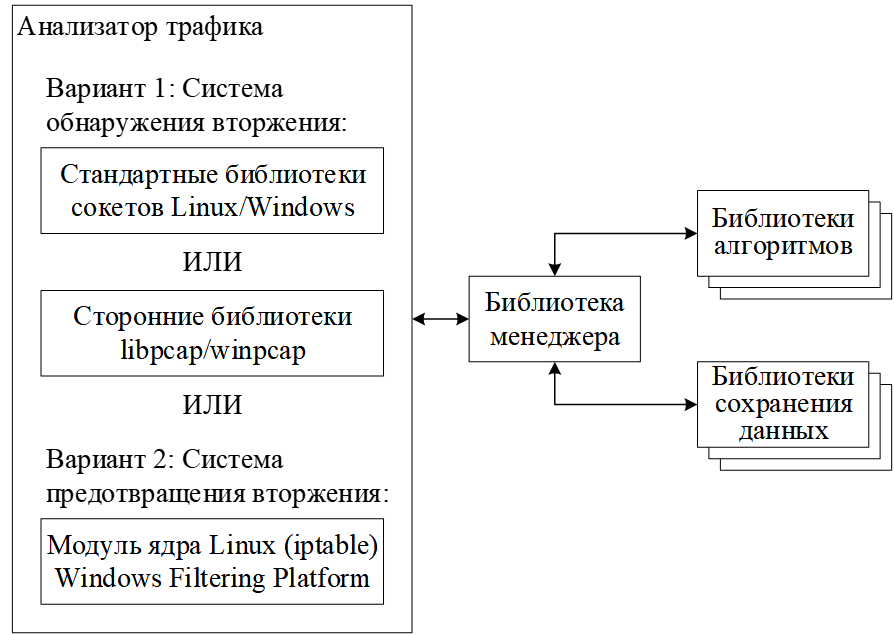 Анализатор трафика
Вариант 1: Система
обнаружения вторжения:
Стандартные библиотеки
сокетов Linux/Windows
ИЛИ
Сторонние библиотеки
libpcap/winpcap
ИЛИ
Вариант 2: Система
предотвращения вторжения:
Модуль ядра Linux (iptable)
Windows Filtering Platform
Библиотека
менеджера
Библиотеки
алгоритмов
Библиотеки
сохранения
данных